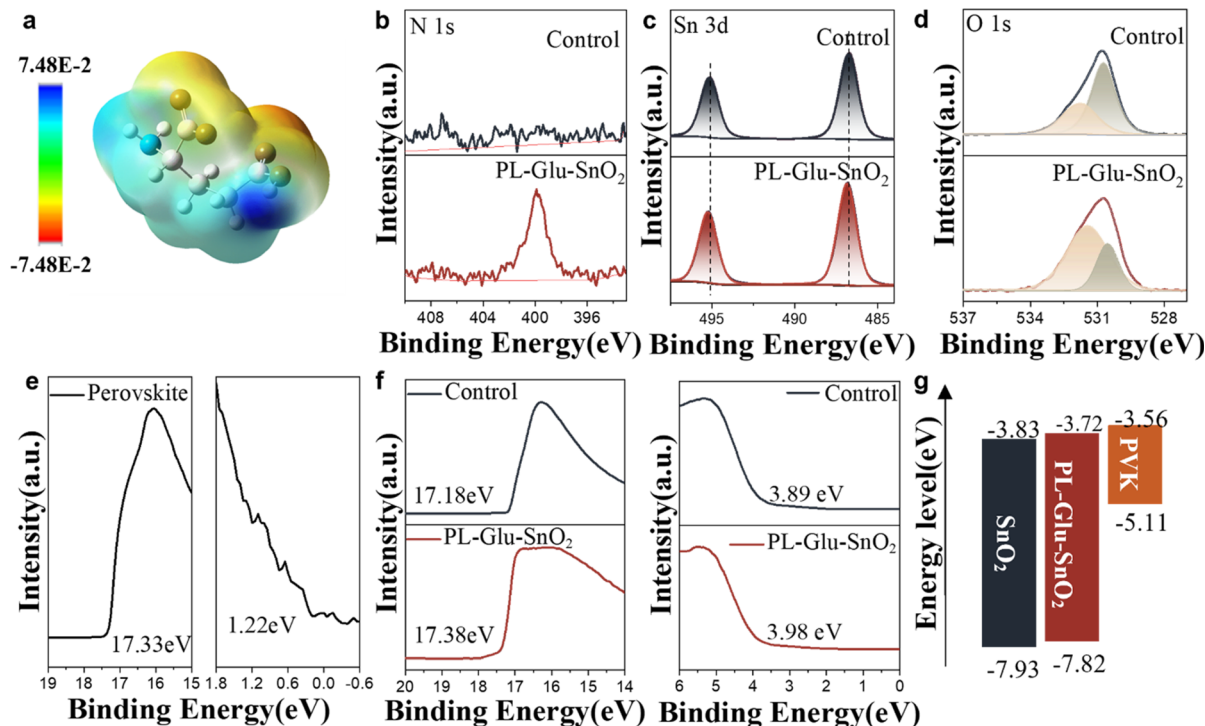 a
7.48E-2
-7.48E-2
b
N 1s
Control
PL-Glu-SnO₂
Intensity(a.u.)
408 404 400 396
Binding Energy(eV)
c
Sn 3d
Control
PL-Glu-SnO₂
Intensity(a.u.)
495 490 485
Binding Energy(eV)
d
O 1s
Control
PL-Glu-SnO₂
Intensity(a.u.)
537 534 531 528
Binding Energy(eV)
e
Perovskite
Intensity(a.u.)
17.33eV
1.22eV
19 18 17 16 15
1.8 1.2 0.6 0.0 -0.6
Binding Energy(eV)
f
Control
17.18eV
PL-Glu-SnO₂
17.38eV
Intensity(a.u.)
20 19 18 17 16 15 14
Binding Energy(eV)
Control
3.89 eV
PL-Glu-SnO₂
3.98 eV
Intensity(a.u.)
6 5 4 3 2 1 0
Binding Energy(eV)
g
Energy level(eV)
-3.83 -3.72 -3.56
SnO₂
PL-Glu-SnO₂
PVK
-5.11
-7.93 -7.82